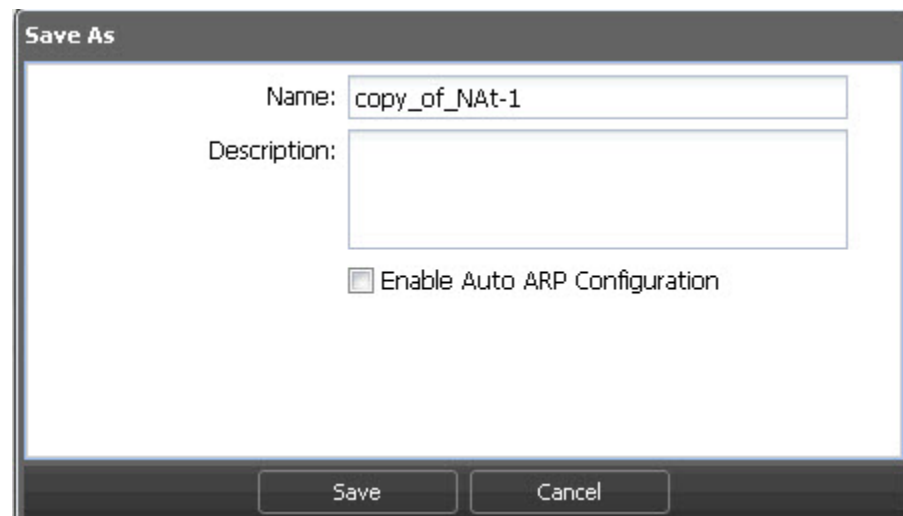 Save As
Name: copy_of_NAt-1
Description:
Enable Auto ARP Configuration
Save Cancel